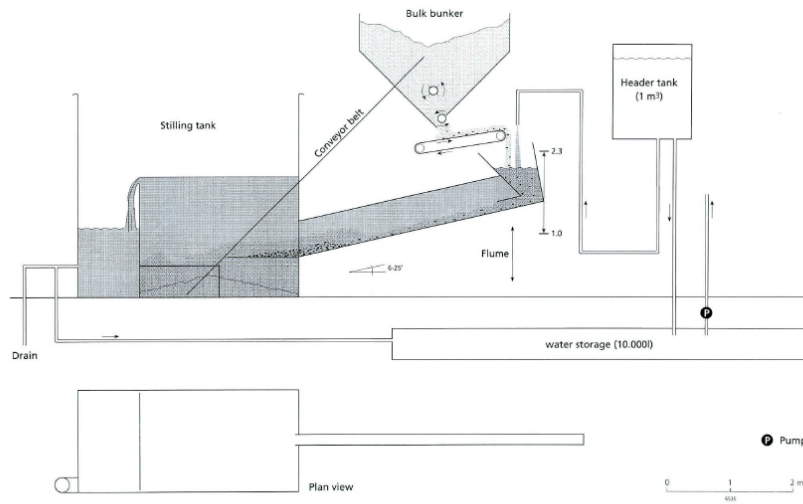 Bulk bunker
Header tank
(1 m³)
Stilling tank
Conveyor belt
2.3
1.0
Flume
6-25°
P
water storage (10.000l)
Drain
P Pump
Plan view
0 1 2 m
6535